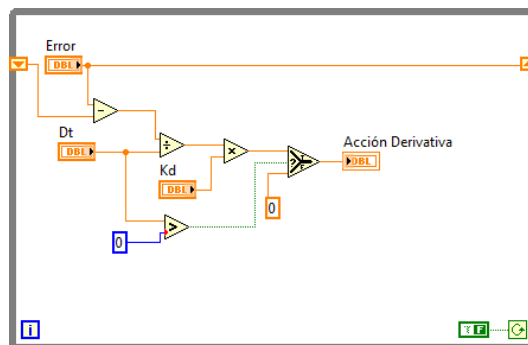 Error
DBL
Dt
DBL
Kd
DBL
Acción Derivativa
DBL
0
0
i
TF